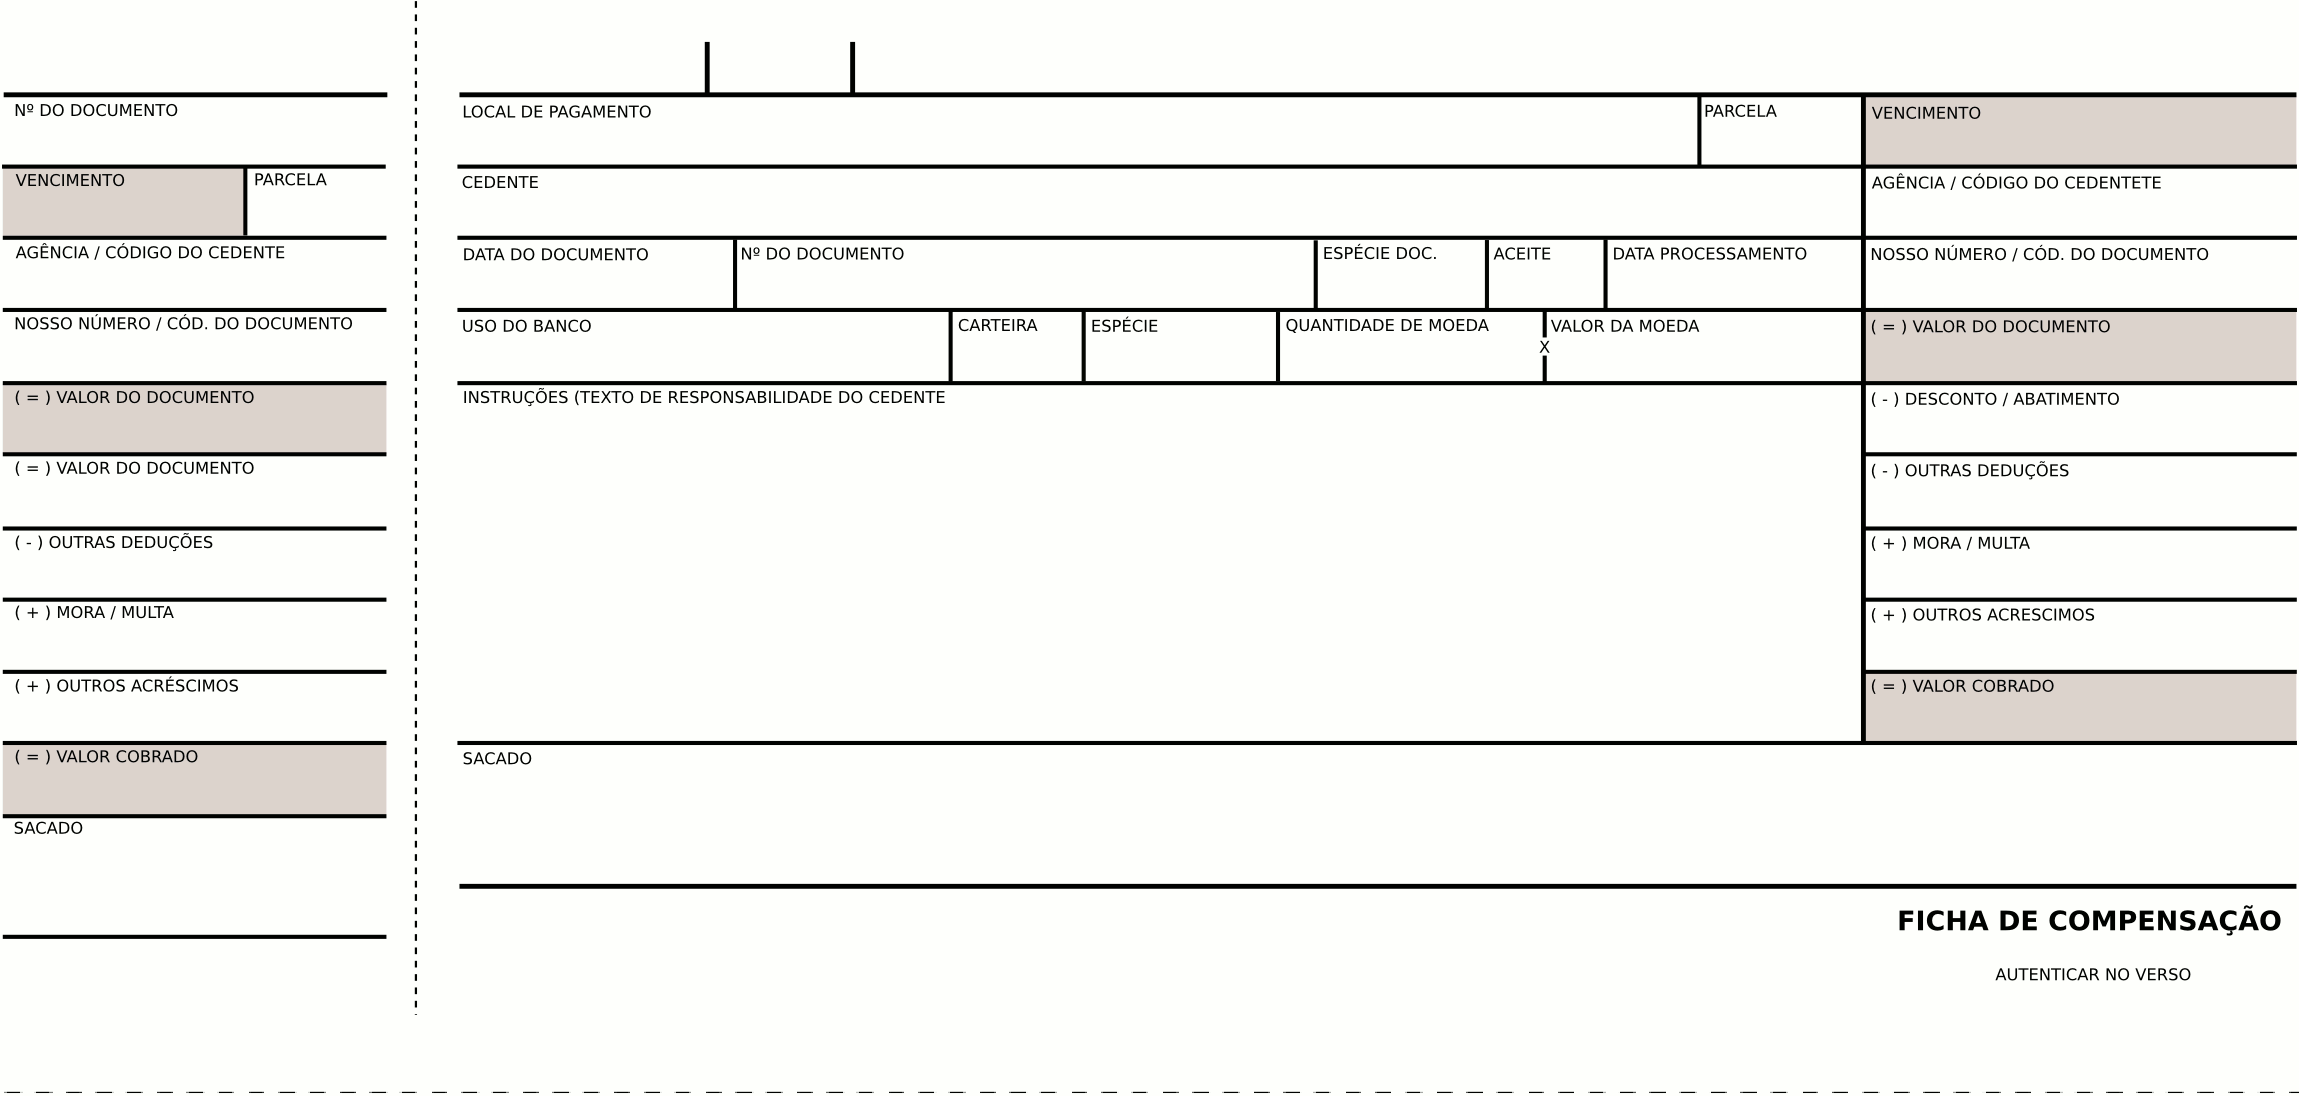 Nº DO DOCUMENTO
VENCIMENTO PARCELA
AGÊNCIA / CÓDIGO DO CEDENTE
NOSSO NÚMERO / CÓD. DO DOCUMENTO
( = ) VALOR DO DOCUMENTO
( = ) VALOR DO DOCUMENTO
( - ) OUTRAS DEDUÇÕES
( + ) MORA / MULTA
( + ) OUTROS ACRÉSCIMOS
( = ) VALOR COBRADO
SACADO
LOCAL DE PAGAMENTO PARCELA VENCIMENTO
CEDENTE AGÊNCIA / CÓDIGO DO CEDENTETE
DATA DO DOCUMENTO Nº DO DOCUMENTO ESPÉCIE DOC. ACEITE DATA PROCESSAMENTO NOSSO NÚMERO / CÓD. DO DOCUMENTO
USO DO BANCO CARTEIRA ESPÉCIE QUANTIDADE DE MOEDA X VALOR DA MOEDA ( = ) VALOR DO DOCUMENTO
INSTRUÇÕES (TEXTO DE RESPONSABILIDADE DO CEDENTE
( - ) DESCONTO / ABATIMENTO
( - ) OUTRAS DEDUÇÕES
( + ) MORA / MULTA
( + ) OUTROS ACRESCIMOS
( = ) VALOR COBRADO
SACADO
FICHA DE COMPENSAÇÃO
AUTENTICAR NO VERSO